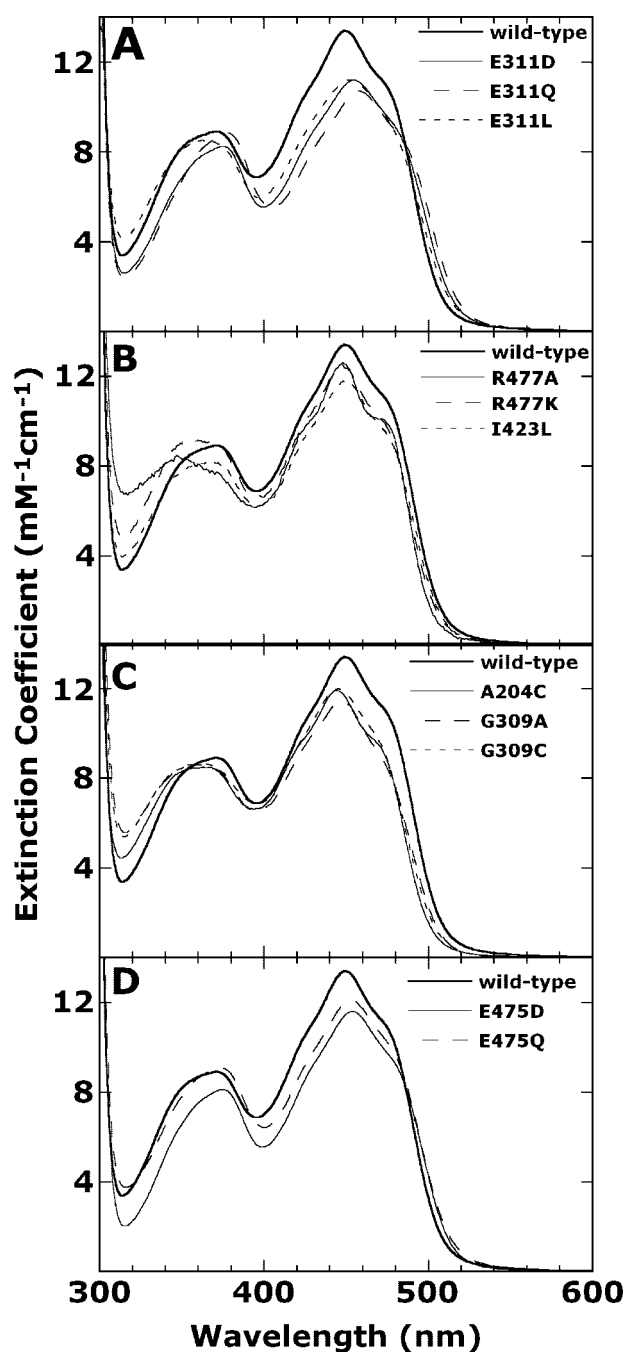 A
wild-type
E311D
E311Q
E311L
12
8
4
B
wild-type
R477A
R477K
I423L
12
8
4
C
wild-type
A204C
G309A
G309C
12
8
4
D
wild-type
E475D
E475Q
12
8
4
300 400 500 600
Wavelength (nm)
Extinction Coefficient (mM⁻¹cm⁻¹)